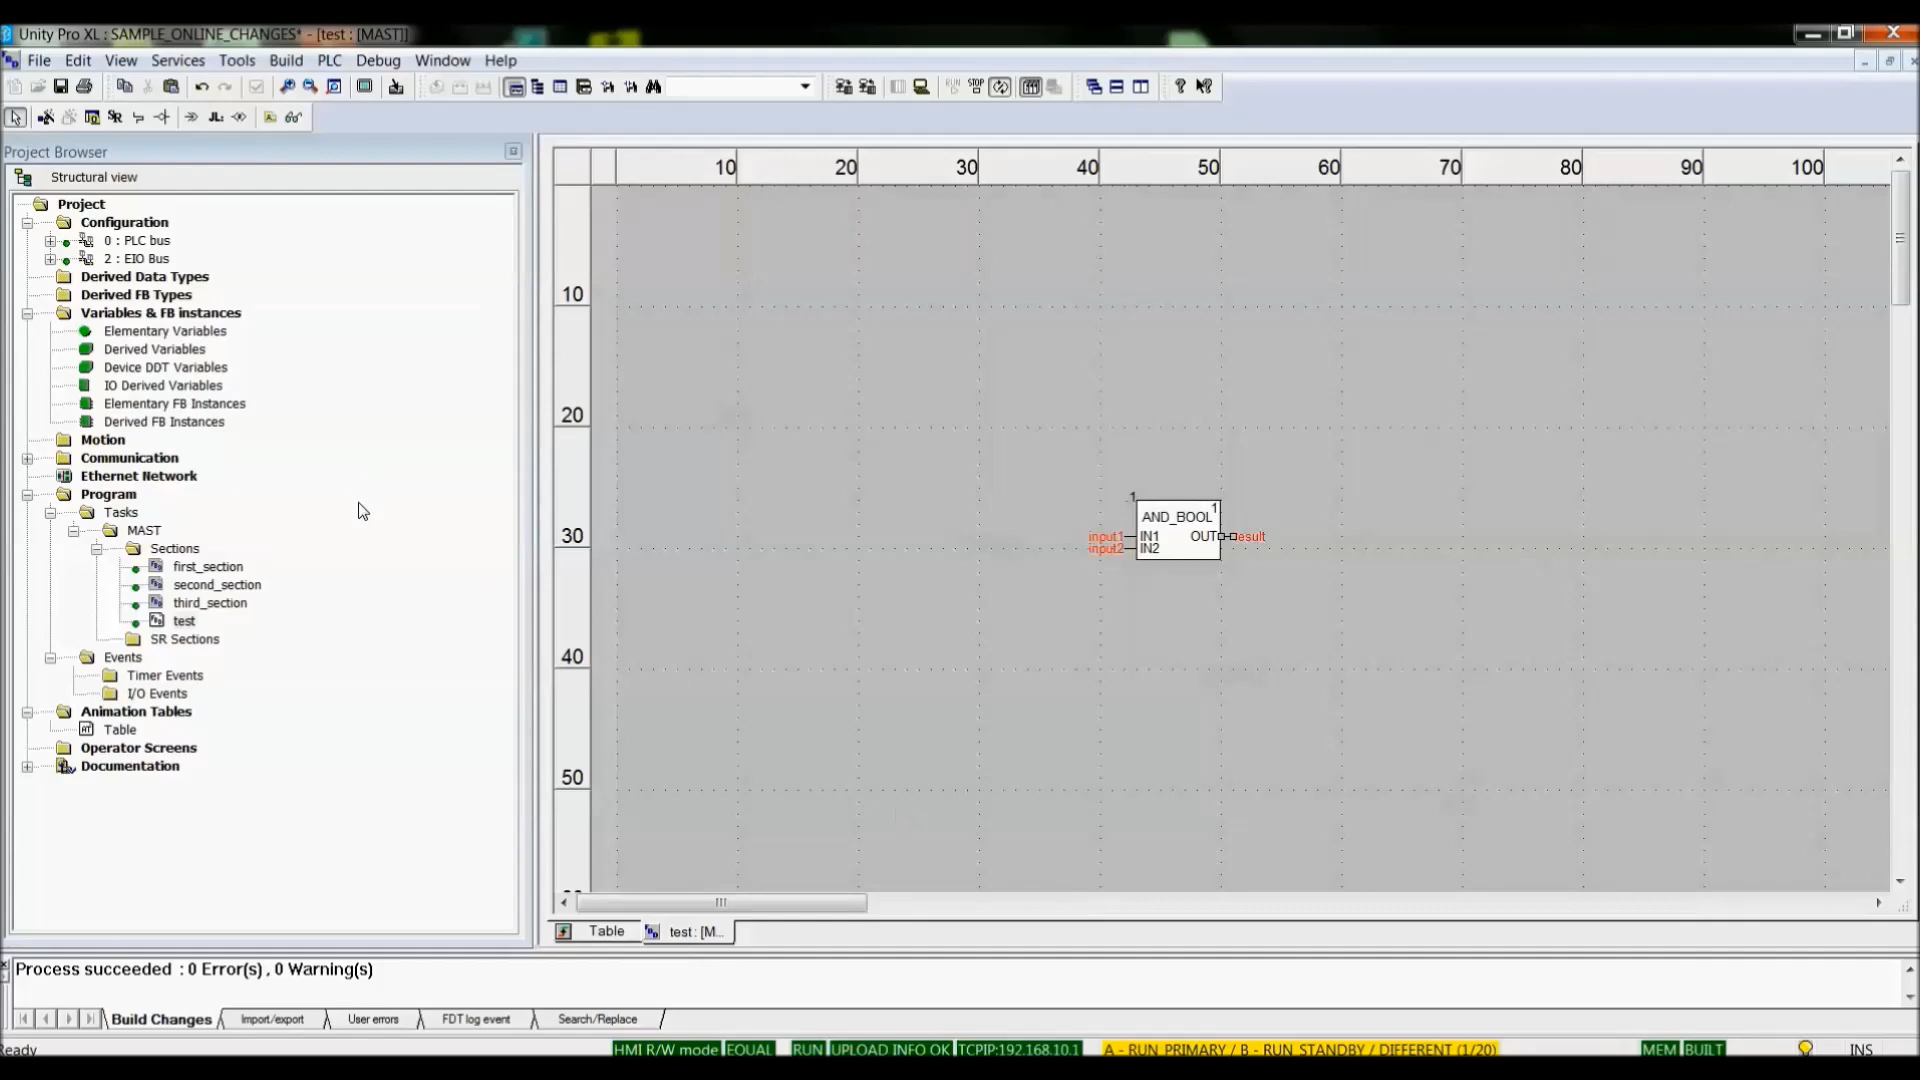 Unity Pro XL : SAMPLE_ONLINE_CHANGES* - [test : [MAST]]
File Edit View Services Tools Build PLC Debug Window Help
Project Browser
Structural view
Project
Configuration
0 : PLC bus
2 : EIO Bus
Derived Data Types
Derived FB Types
Variables & FB instances
Elementary Variables
Derived Variables
Device DDT Variables
IO Derived Variables
Elementary FB Instances
Derived FB Instances
Motion
Communication
Ethernet Network
Program
Tasks
MAST
Sections
first_section
second_section
third_section
test
SR Sections
Events
Timer Events
I/O Events
Animation Tables
Table
Operator Screens
Documentation
10 20 30 40 50 60 70 80 90 100
10
20
30
40
50
1
AND_BOOL 1
input1 IN1 OUT esult
input2 IN2
Table test : [M...
Process succeeded : 0 Error(s) , 0 Warning(s)
Build Changes Import/export User errors FDT log event Search/Replace
Ready HMI R/W mode EQUAL RUN UPLOAD INFO OK TCPIP:192.168.10.1 A - RUN_PRIMARY / B - RUN_STANDBY / DIFFERENT (1/20) MEM BUILT INS